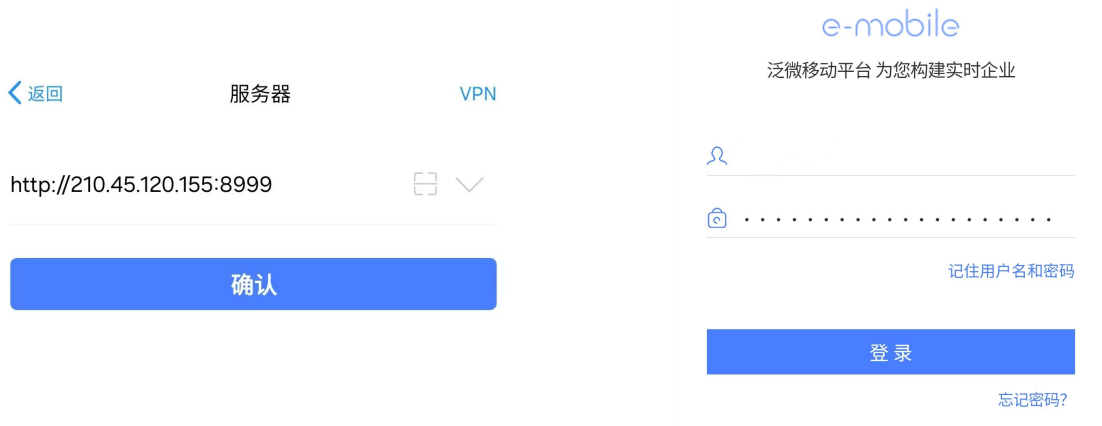 返回 服务器 VPN
http://210.45.120.155:8999
确认
e-mobile
泛微移动平台 为您构建实时企业
记住用户名和密码
登 录
忘记密码?